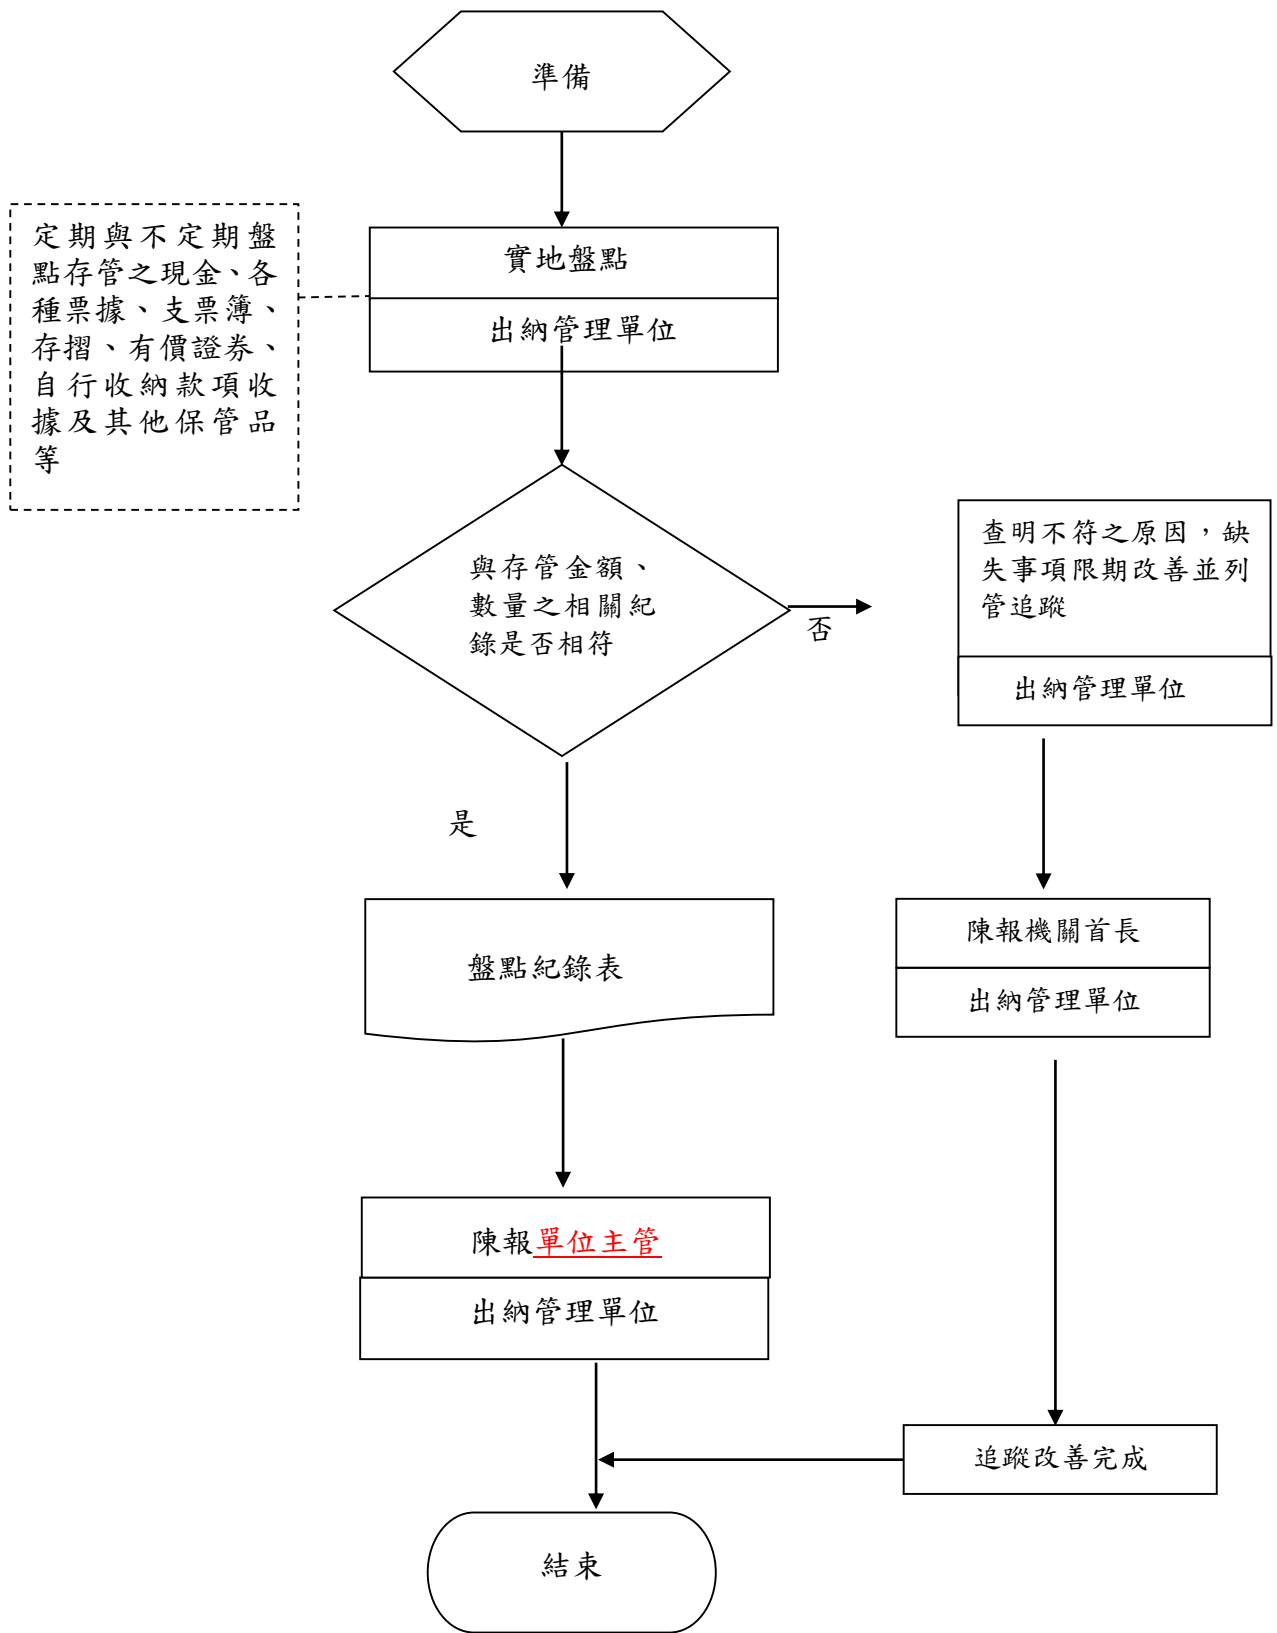 準備
定期與不定期盤
點存管之現金、各
種票據、支票簿、
存摺、有價證券、
自行收納款項收
據及其他保管品
等
實地盤點
出納管理單位
與存管金額、
數量之相關紀
錄是否相符
否
查明不符之原因，缺
失事項限期改善並列
管追蹤
出納管理單位
是
盤點紀錄表
陳報機關首長
出納管理單位
陳報單位主管
出納管理單位
追蹤改善完成
結束